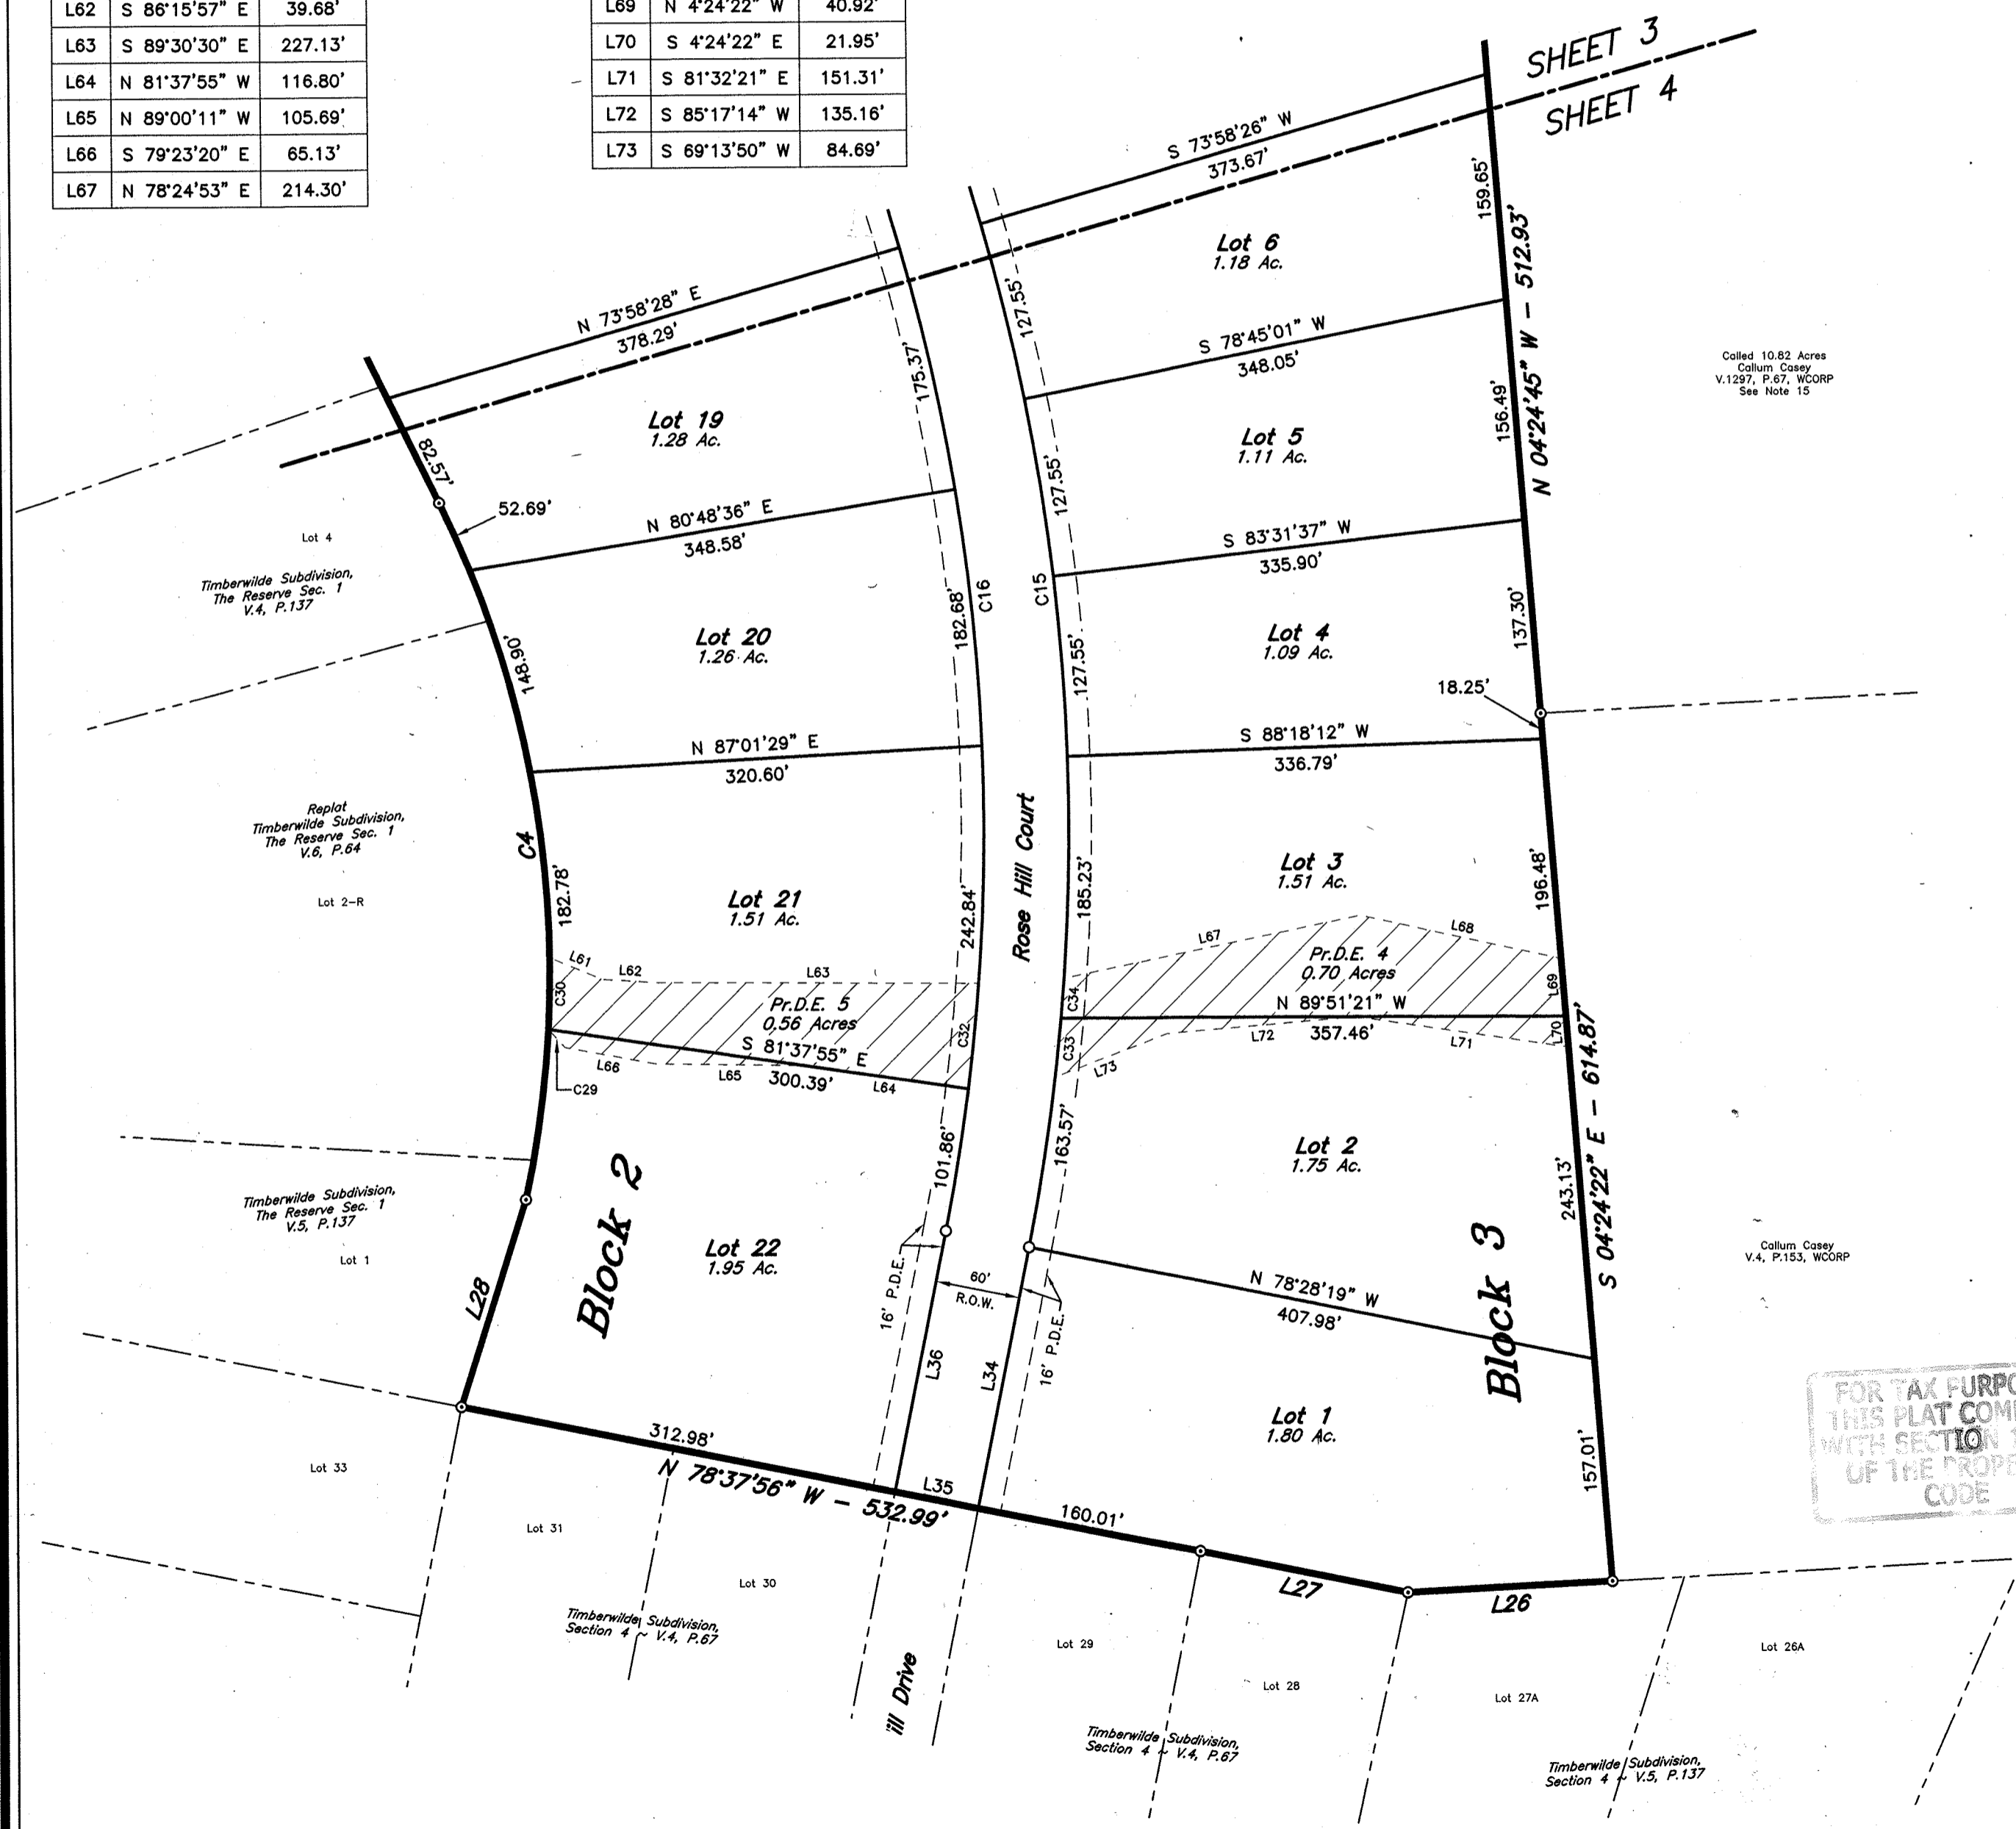 L62 S 86°15'57" E 39.68'
L63 S 89°30'30" E 227.13'
L64 N 81°37'55" W 116.80'
L65 N 89°00'11" W 105.69'
L66 S 79°23'20" E 65.13'
L67 N 78°24'53" E 214.30'
L69 N 4°24'22" W 40.92'
L70 S 4°24'22" E 21.95'
L71 S 81°32'21" E 151.31'
L72 S 85°17'14" W 135.16'
L73 S 69°13'50" W 84.69'
SHEET 3
SHEET 4
S 73°58'26" W
373.67'
159.65'
N 04°24'45" W – 512.93'
Lot 6
1.18 Ac.
127.55'
N 73°58'28" E
378.29'
175.37'
S 78°45'01" W
348.05'
Called 10.82 Acres
Callum Casey
V.1297, P.67, WCORP
See Note 15
82.57'
Lot 19
1.28 Ac.
Lot 5
1.11 Ac.
156.49'
127.55'
52.69'
N 80°48'36" E
348.58'
S 83°31'37" W
335.90'
Lot 4
Timberwilde Subdivision,
The Reserve Sec. 1
V.4, P.137
C16
C15
182.68'
137.30'
148.90'
Lot 20
1.26 Ac.
127.55'
Lot 4
1.09 Ac.
18.25'
N 87°01'29" E
320.60'
S 88°18'12" W
336.79'
Replat
Timberwilde Subdivision,
The Reserve Sec. 1
V.6, P.64
Lot 2-R
C4
182.78'
Lot 21
1.51 Ac.
242.84'
Rose Hill Court
185.23'
Lot 3
1.51 Ac.
196.48'
L61
L62
L63
L67
L68
C30
Pr.D.E. 5
0.56 Acres
C32
C34
Pr.D.E. 4
0.70 Acres
L69
N 89°51'21" W
357.46'
S 81°37'55" E
300.39'
L66
L65
L64
C29
C33
L73
L72
L71
L70
S 04°24'22" E – 614.87'
101.86'
163.57'
Lot 2
1.75 Ac.
243.13'
Timberwilde Subdivision,
The Reserve Sec. 1
V.5, P.137
Lot 1
Block 2
Lot 22
1.95 Ac.
Block 3
Callum Casey
V.4, P.153, WCORP
16' P.D.E.
60'
R.O.W.
16' P.D.E.
N 78°28'19" W
407.98'
L28
L36
L34
Lot 1
1.80 Ac.
157.01'
FOR TAX PURPO
THIS PLAT COM
WITH SECTION
10
OF THE PROPE
CODE
312.98'
N 78°37'56" W – 532.99'
L35
160.01'
L27
L26
Lot 33
Lot 31
Lot 30
Timberwilde Subdivision,
Section 4 ~ V.4, P.67
ill Drive
Lot 29
Lot 28
Timberwilde Subdivision,
Section 4 ~ V.4, P.67
Lot 27A
Lot 26A
Timberwilde Subdivision,
Section 4 ~ V.5, P.137